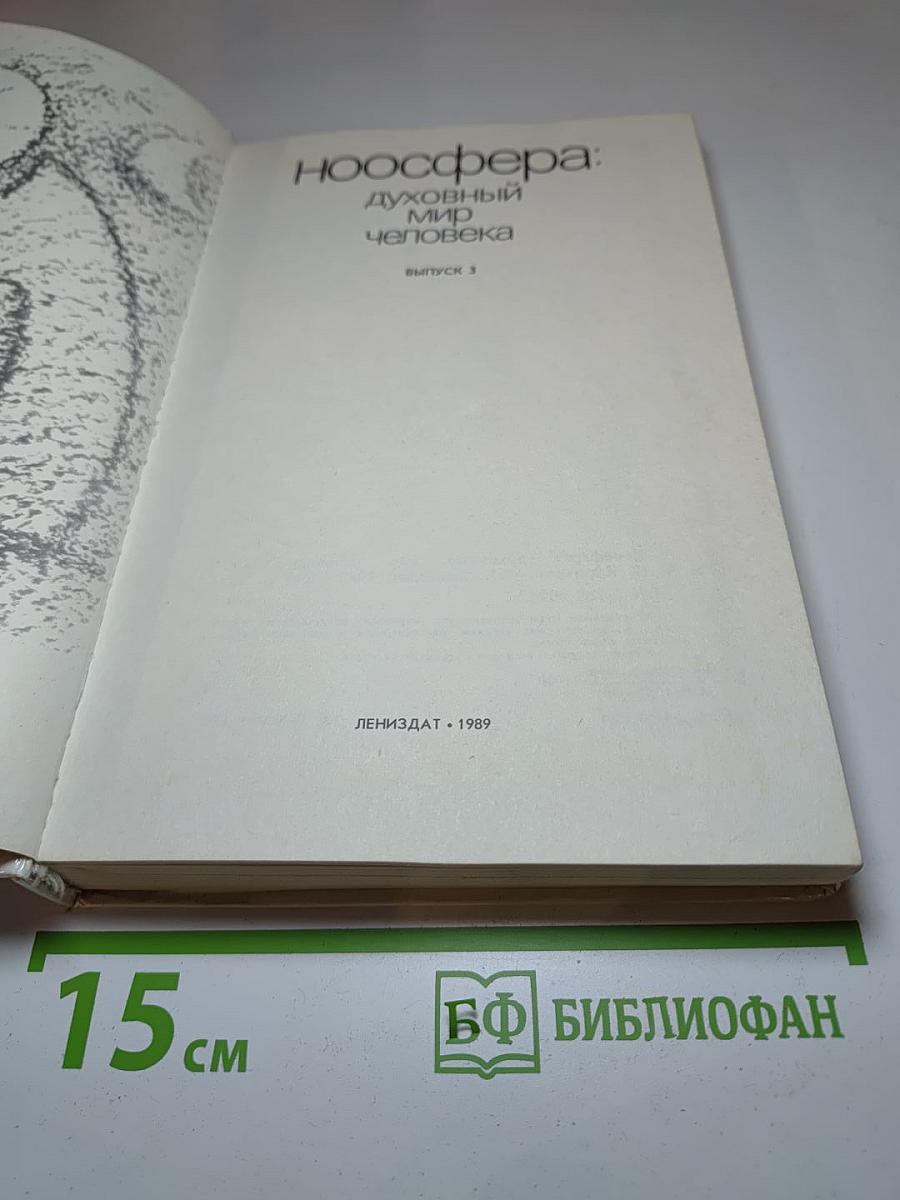 ноосфера:
духовный
мир
человека
ВЫПУСК 3
ЛЕНИЗДАТ • 1989
15 см
БФ БИБЛИОФАН